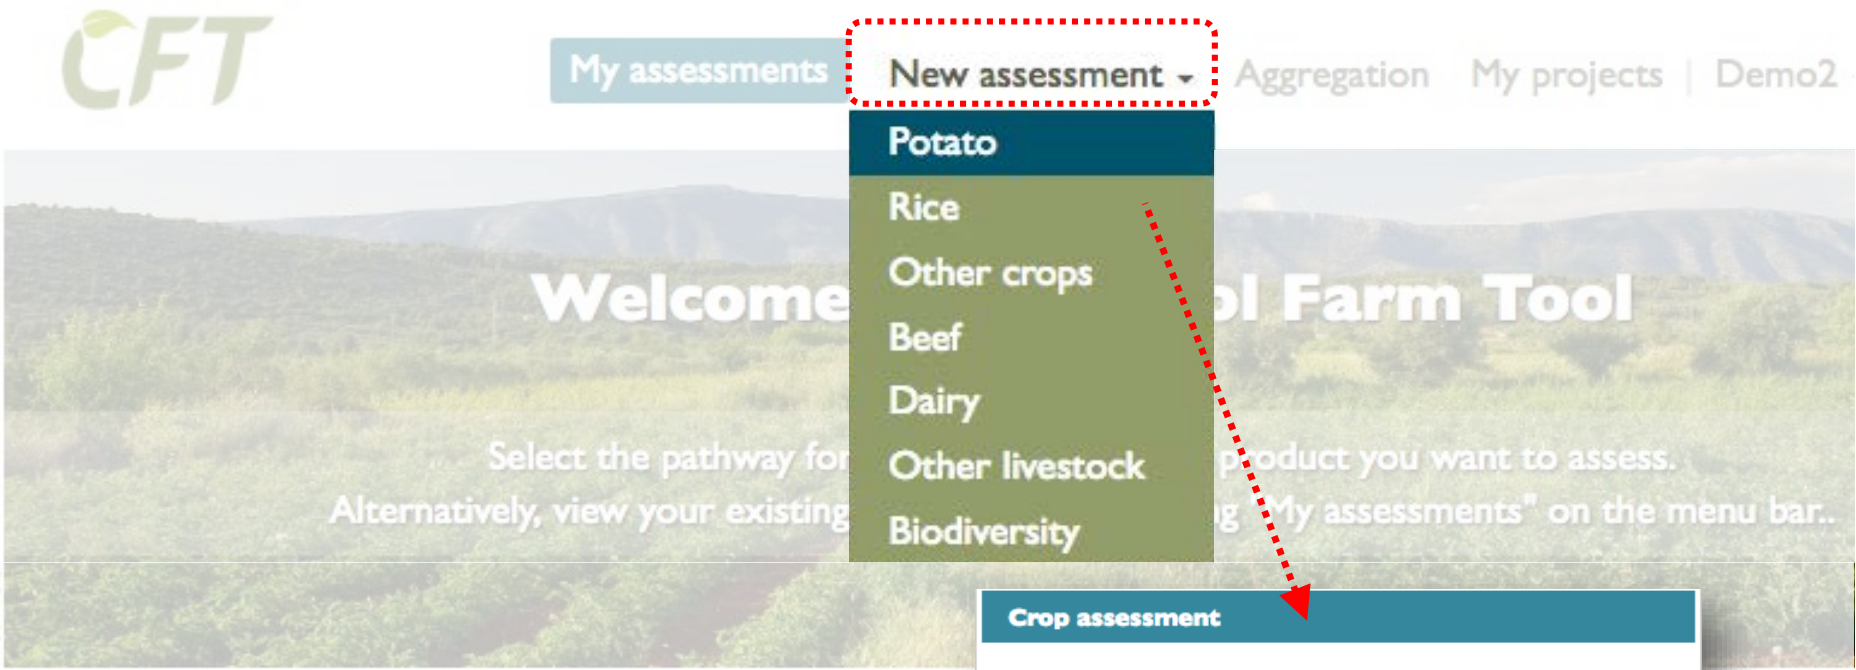 CFT
My assessments New assessment Aggregation My projects | Demo2
Potato
Rice
Other crops
Beef
Dairy
Other livestock
Biodiversity
Welcome ol Farm Tool
Select the pathway for product you want to assess.
Alternatively, view your existing g "My assessments" on the menu bar..
Crop assessment